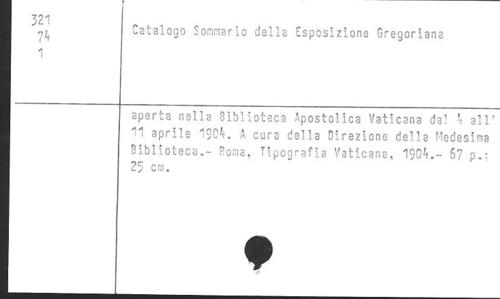 321
74
1
Catalogo Sommario della Esposizione Gregoriana
aperta nella Biblioteca Apostolica Vaticana dal 4 all'
11 aprile 1904. A cura della Direzione della Medesima
Biblioteca.- Roma, Tipografia Vaticana, 1904.- 67 p.;
25 cm.